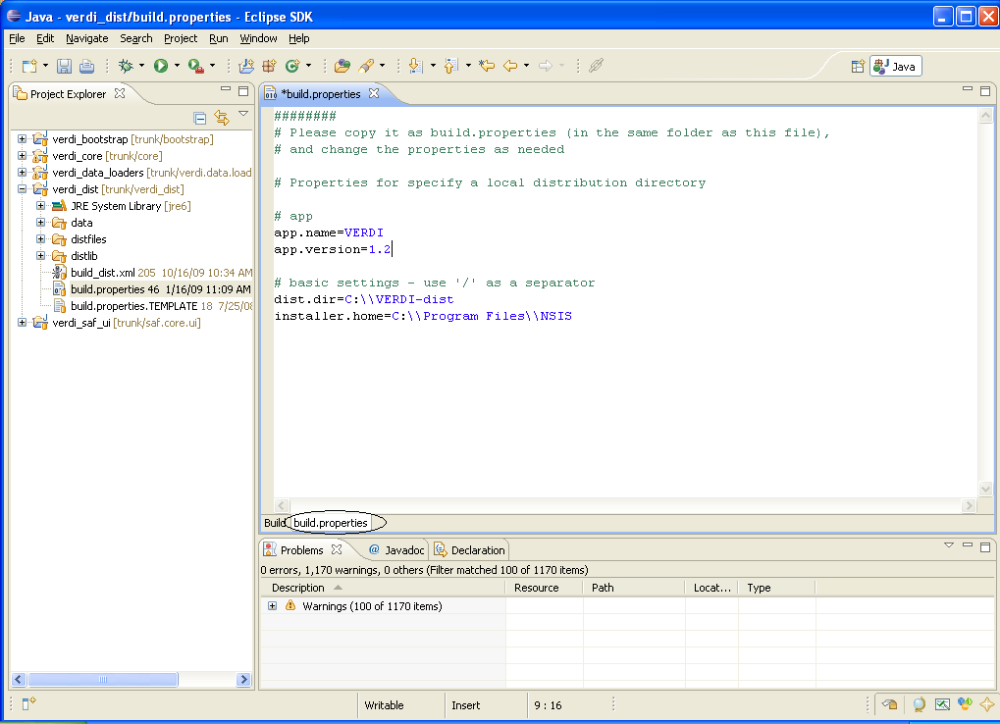 Java - verdi_dist/build.properties - Eclipse SDK
File Edit Navigate Search Project Run Window Help
Java
Project Explorer
verdi_bootstrap [trunk/bootstrap]
verdi_core [trunk/core]
verdi_data_loaders [trunk/verdi.data.load
verdi_dist [trunk/verdi_dist]
JRE System Library [jre6]
data
distfiles
distlib
build_dist.xml 205 10/16/09 10:34 AM
build.properties 46 1/16/09 11:09 AM
build.properties.TEMPLATE 18 7/25/08
verdi_saf_ui [trunk/saf.core.ui]
*build.properties
########
# Please copy it as build.properties (in the same folder as this file),
# and change the properties as needed
# Properties for specify a local distribution directory
# app
app.name=VERDI
app.version=1.2
# basic settings - use '/' as a separator
dist.dir=C:\\VERDI-dist
installer.home=C:\\Program Files\\NSIS
Build build.properties
Problems @ Javadoc Declaration
0 errors, 1,170 warnings, 0 others (Filter matched 100 of 1170 items)
Description Resource Path Locat... Type
Warnings (100 of 1170 items)
Writable Insert 9 : 16